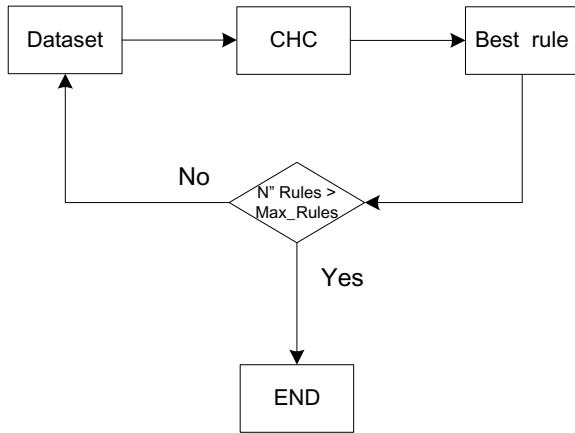 Dataset
CHC
Best rule
No
N” Rules >
Max_Rules
Yes
END